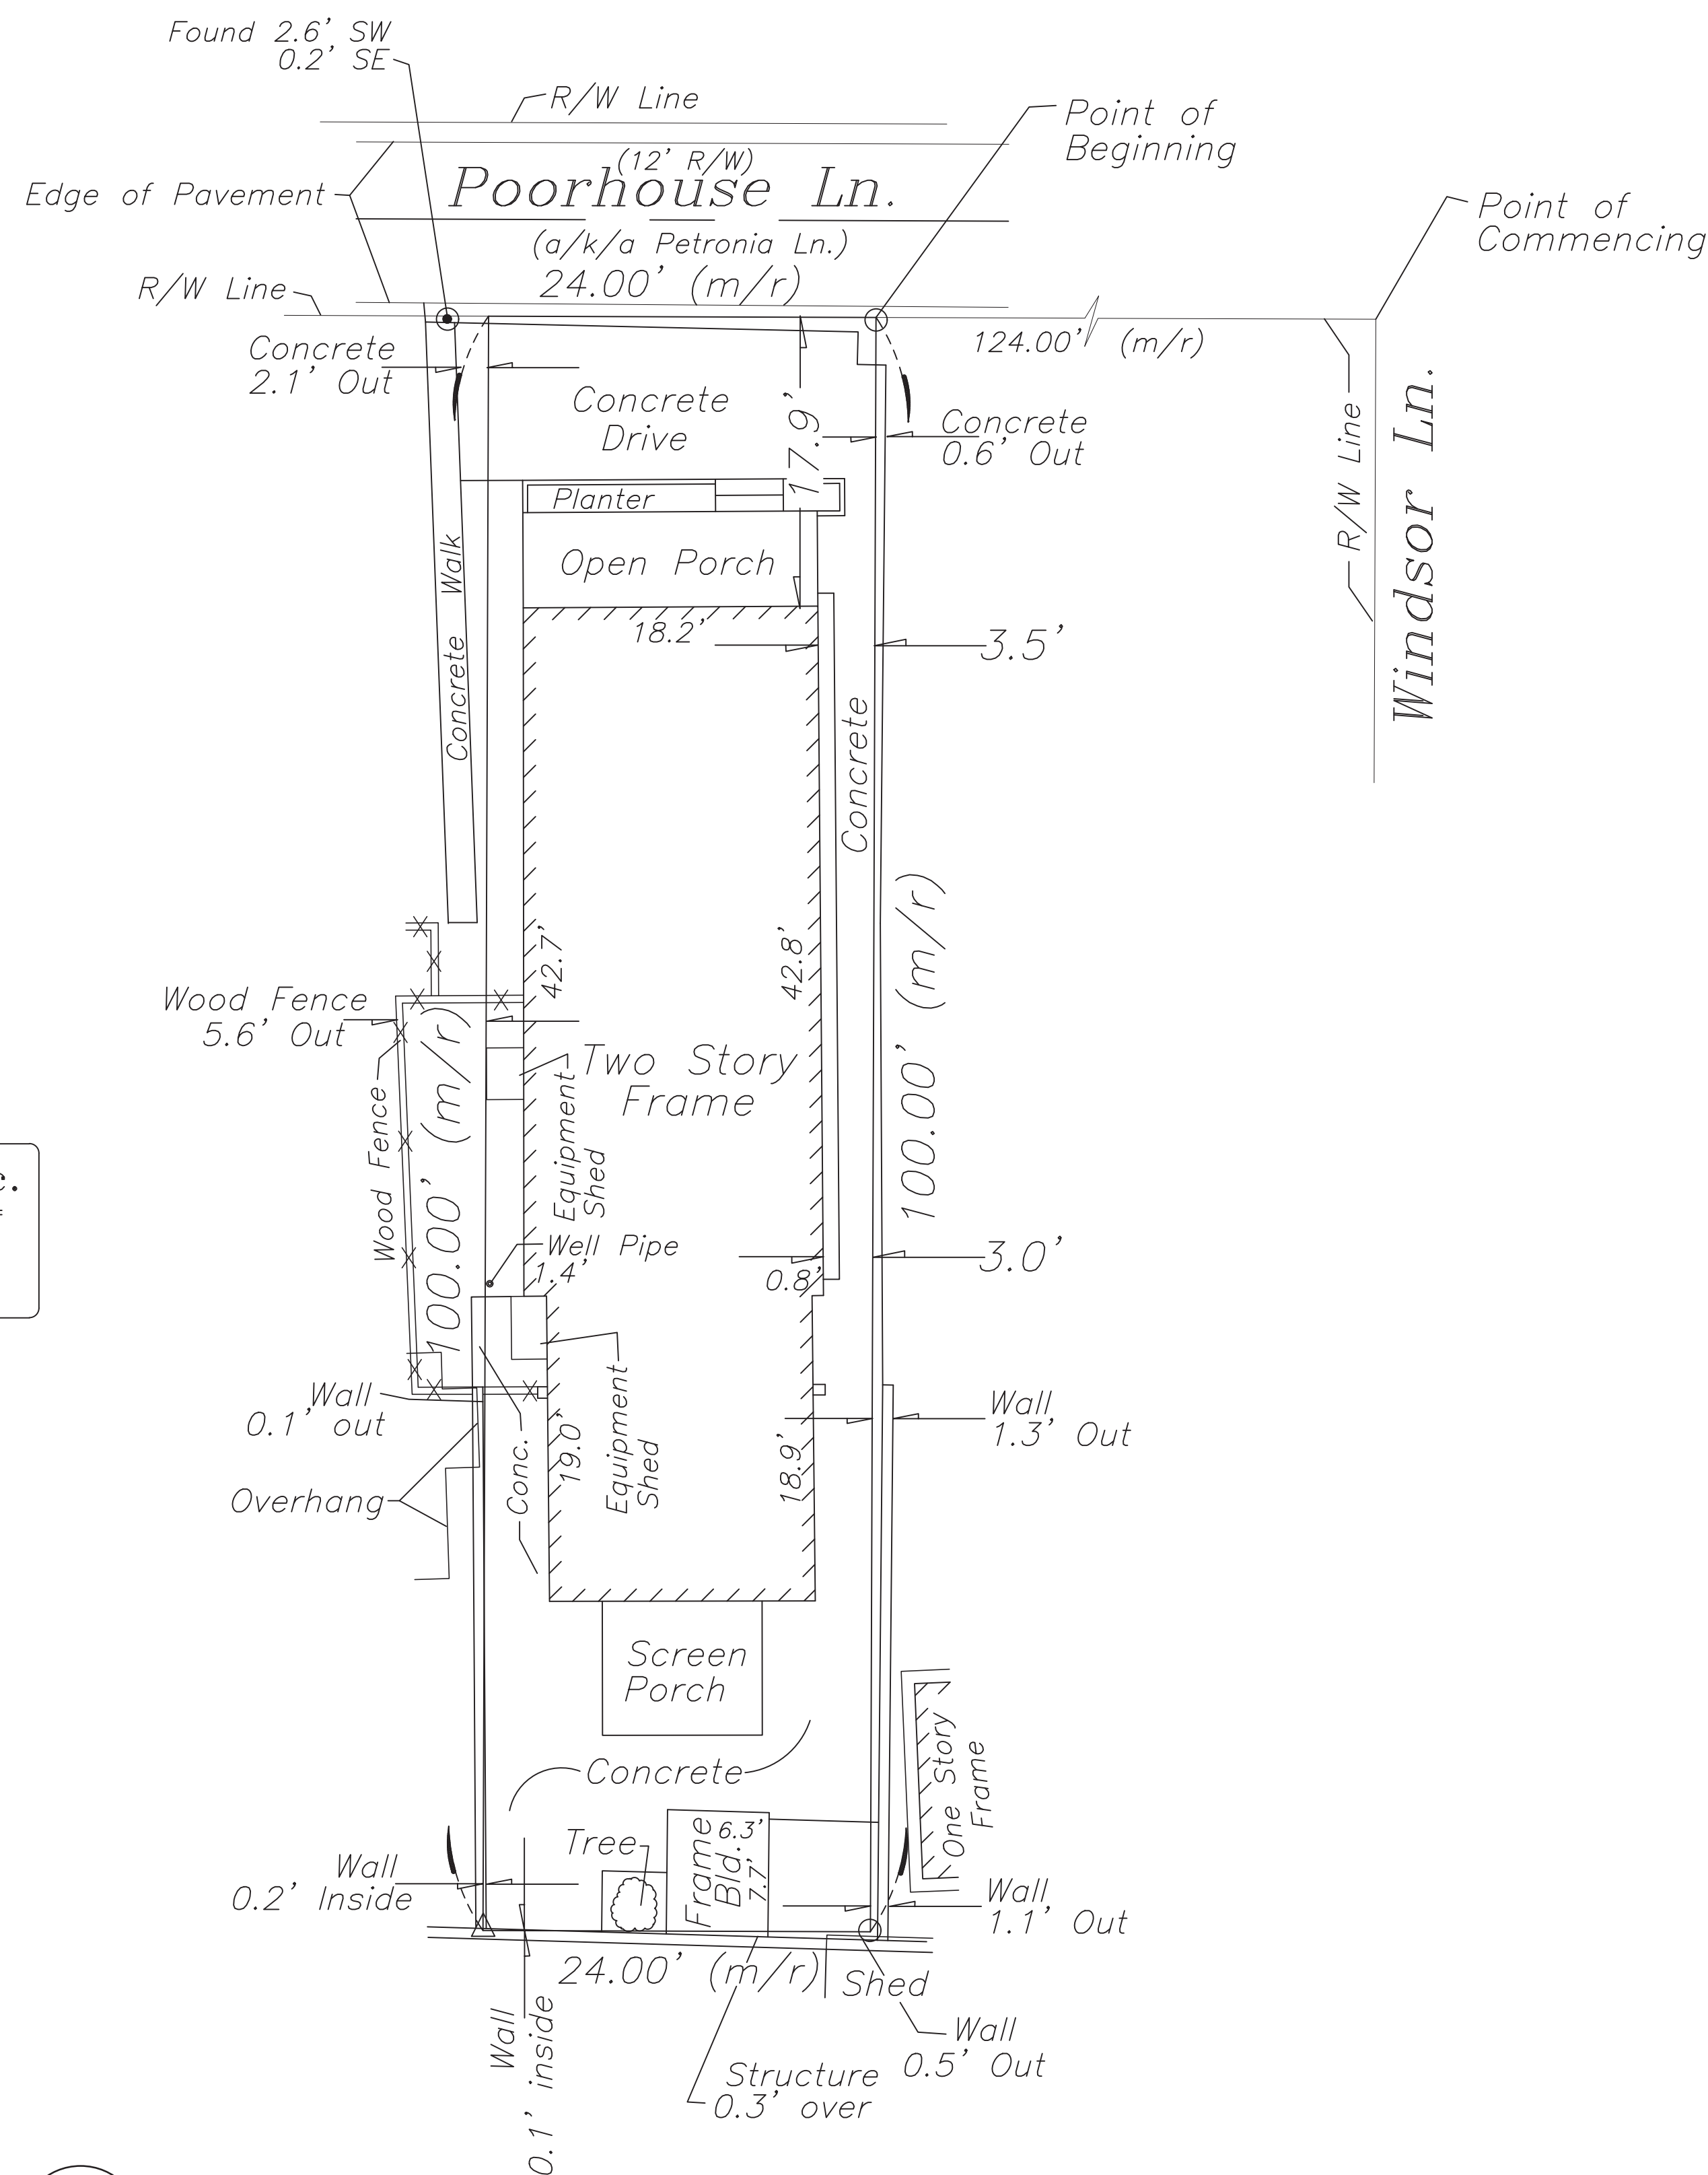 Found 2.6' SW
0.2' SE
R/W Line
Point of
Beginning
(12' R/W)
Poorhouse Ln.
Edge of Pavement
Point of
Commencing
(a/k/a Petronia Ln.)
24.00' (m/r)
R/W Line
124.00' (m/r)
Concrete
2.1' Out
Concrete
Drive
17.9'
Concrete
0.6' Out
R/W Line
Windsor Ln.
Planter
Open Porch
Concrete Walk
18.2'
3.5'
Concrete
42.7'
42.8'
100.00' (m/r)
Wood Fence
5.6' Out
100.00' (m/r)
Two Story
Frame
Equipment
Shed
Wood Fence
Well Pipe
1.4'
0.8'
3.0'
Equipment
Shed
Wall
0.1' out
Wall
1.3' Out
19.0'
18.9'
Conc.
Overhang
Screen
Porch
One Story
Frame
Concrete
Tree
Frame
Bld.
6.3'
7.7'
Wall
0.2' Inside
Wall
1.1' Out
24.00' (m/r)
Shed
Wall
0.1' inside
Wall
0.5' Out
Structure
0.3' over